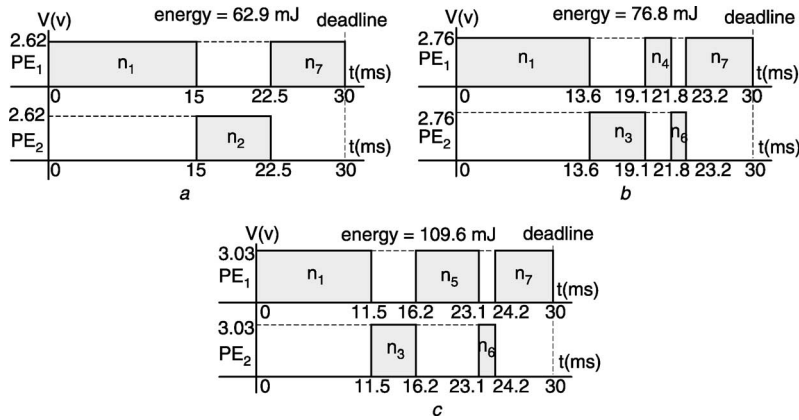 V(v) energy = 62.9 mJ deadline
2.62
PE1 n1 n7 t(ms)
0 15 22.5 30
2.62
PE2 n2 t(ms)
0 15 22.5 30
a
V(v) energy = 76.8 mJ deadline
2.76
PE1 n1 n4 n7 t(ms)
0 13.6 19.1 21.8 23.2 30
2.76
PE2 n3 n6 t(ms)
0 13.6 19.1 21.8 23.2 30
b
V(v) energy = 109.6 mJ deadline
3.03
PE1 n1 n5 n7 t(ms)
0 11.5 16.2 23.1 24.2 30
3.03
PE2 n3 n6 t(ms)
0 11.5 16.2 23.1 24.2 30
c